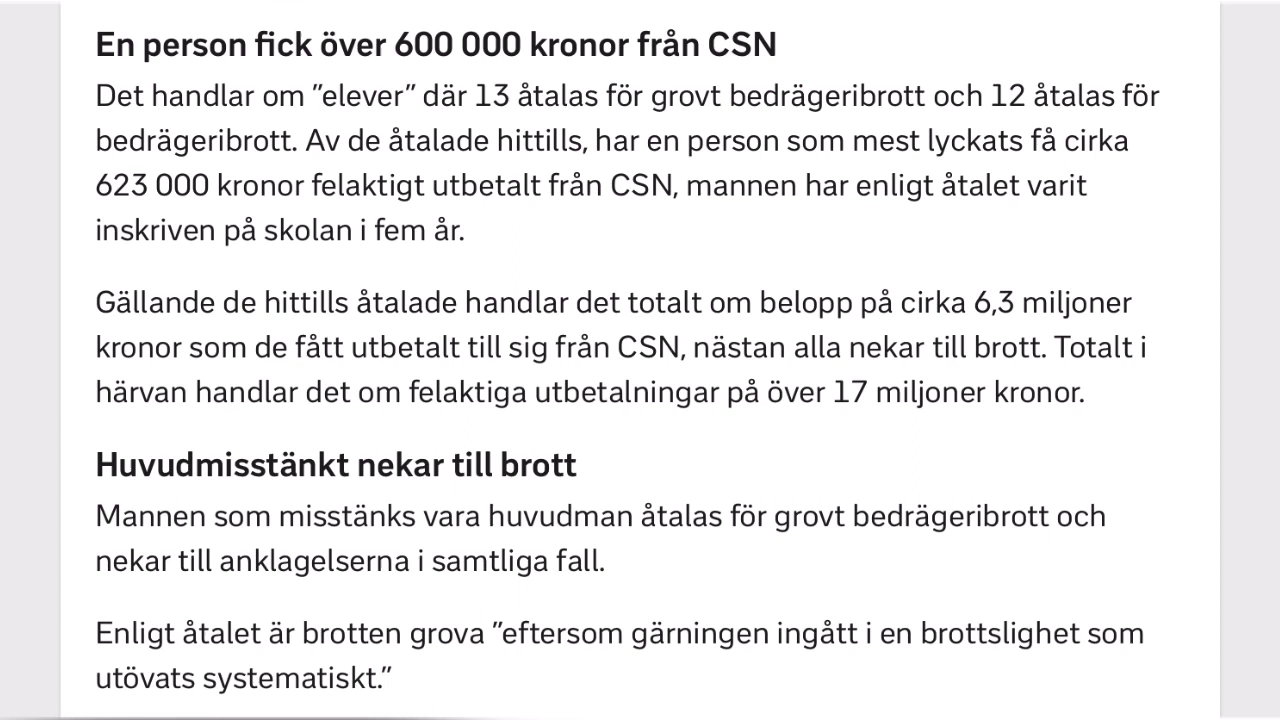 En person fick över 600 000 kronor från CSN
Det handlar om ”elever” där 13 åtalas för grovt bedrägeribrott och 12 åtalas för
bedrägeribrott. Av de åtalade hittills, har en person som mest lyckats få cirka
623 000 kronor felaktigt utbetalt från CSN, mannen har enligt åtalet varit
inskriven på skolan i fem år.
Gällande de hittills åtalade handlar det totalt om belopp på cirka 6,3 miljoner
kronor som de fått utbetalt till sig från CSN, nästan alla nekar till brott. Totalt i
härvan handlar det om felaktiga utbetalningar på över 17 miljoner kronor.
Huvudmisstänkt nekar till brott
Mannen som misstänks vara huvudman åtalas för grovt bedrägeribrott och
nekar till anklagelserna i samtliga fall.
Enligt åtalet är brotten grova ”eftersom gärningen ingått i en brottslighet som
utövats systematiskt.”